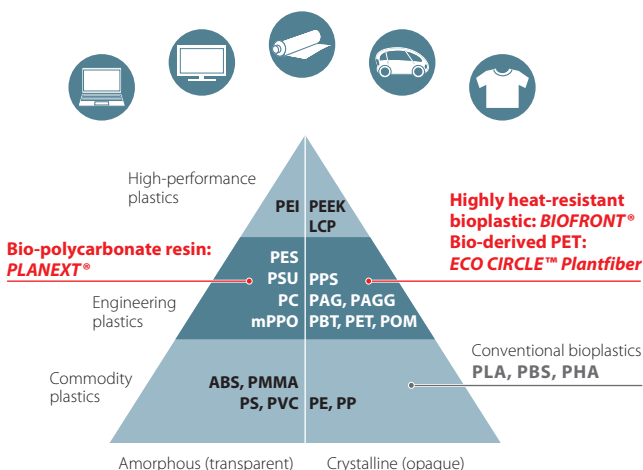 High-performance
plastics
PEI
PEEK
LCP
Highly heat-resistant
bioplastic: BIOFRONT®
Bio-derived PET:
ECO CIRCLE™ Plantfiber
Bio-polycarbonate resin:
PLANEXT®
Engineering
plastics
PES
PSU
PC
mPPO
PPS
PAG, PAGG
PBT, PET, POM
Conventional bioplastics
PLA, PBS, PHA
Commodity
plastics
ABS, PMMA
PS, PVC
PE, PP
Amorphous (transparent)
Crystalline (opaque)